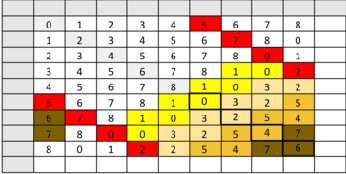 0 1 2 3 4 5 6 7 8
1 2 3 4 5 6 7 8 0
2 3 4 5 6 7 8 0 1
3 4 5 6 7 8 1 0 2
4 5 6 7 8 1 0 3 2
5 6 7 8 1 0 3 2 5
6 7 8 1 0 3 2 5 4
7 8 0 0 3 2 5 4 7
8 0 1 2 2 5 4 7 6